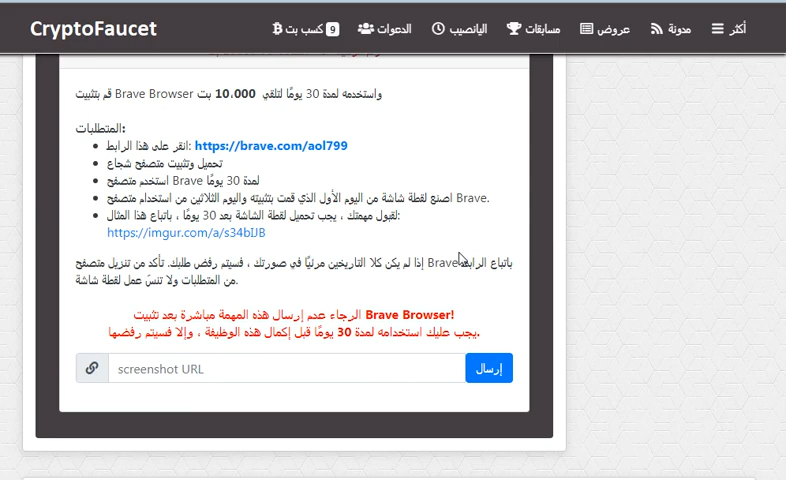 CryptoFaucet
أكثر
مدونة
عروض
مسابقات
اليانصيب
الدعوات
كسب بت 9
قم بتثبيت Brave Browser واستخدمه لمدة 30 يومًا لتلقي 10.000 بت
المتطلبات:
انقر على هذا الرابط: https://brave.com/aol799
تحميل وتثبيت متصفح شجاع
استخدم متصفح Brave لمدة 30 يومًا
اصنع لقطة شاشة من اليوم الأول الذي قمت بتثبيته واليوم الثلاثين من استخدام متصفح Brave.
لقبول مهمتك ، يجب تحميل لقطة الشاشة بعد 30 يومًا ، باتباع هذا المثال:
https://imgur.com/a/s34bIJB
إذا لم يكن كلا التاريخين مرئيًا في صورتك ، فسيتم رفض طلبك. تأكد من تنزيل متصفح Brave باتباع الرابط
من المتطلبات ولا تنسَ عمل لقطة شاشة.
الرجاء عدم إرسال هذه المهمة مباشرة بعد تثبيت Brave Browser!
يجب عليك استخدامه لمدة 30 يومًا قبل إكمال هذه الوظيفة ، وإلا فسيتم رفضها.
screenshot URL
إرسال